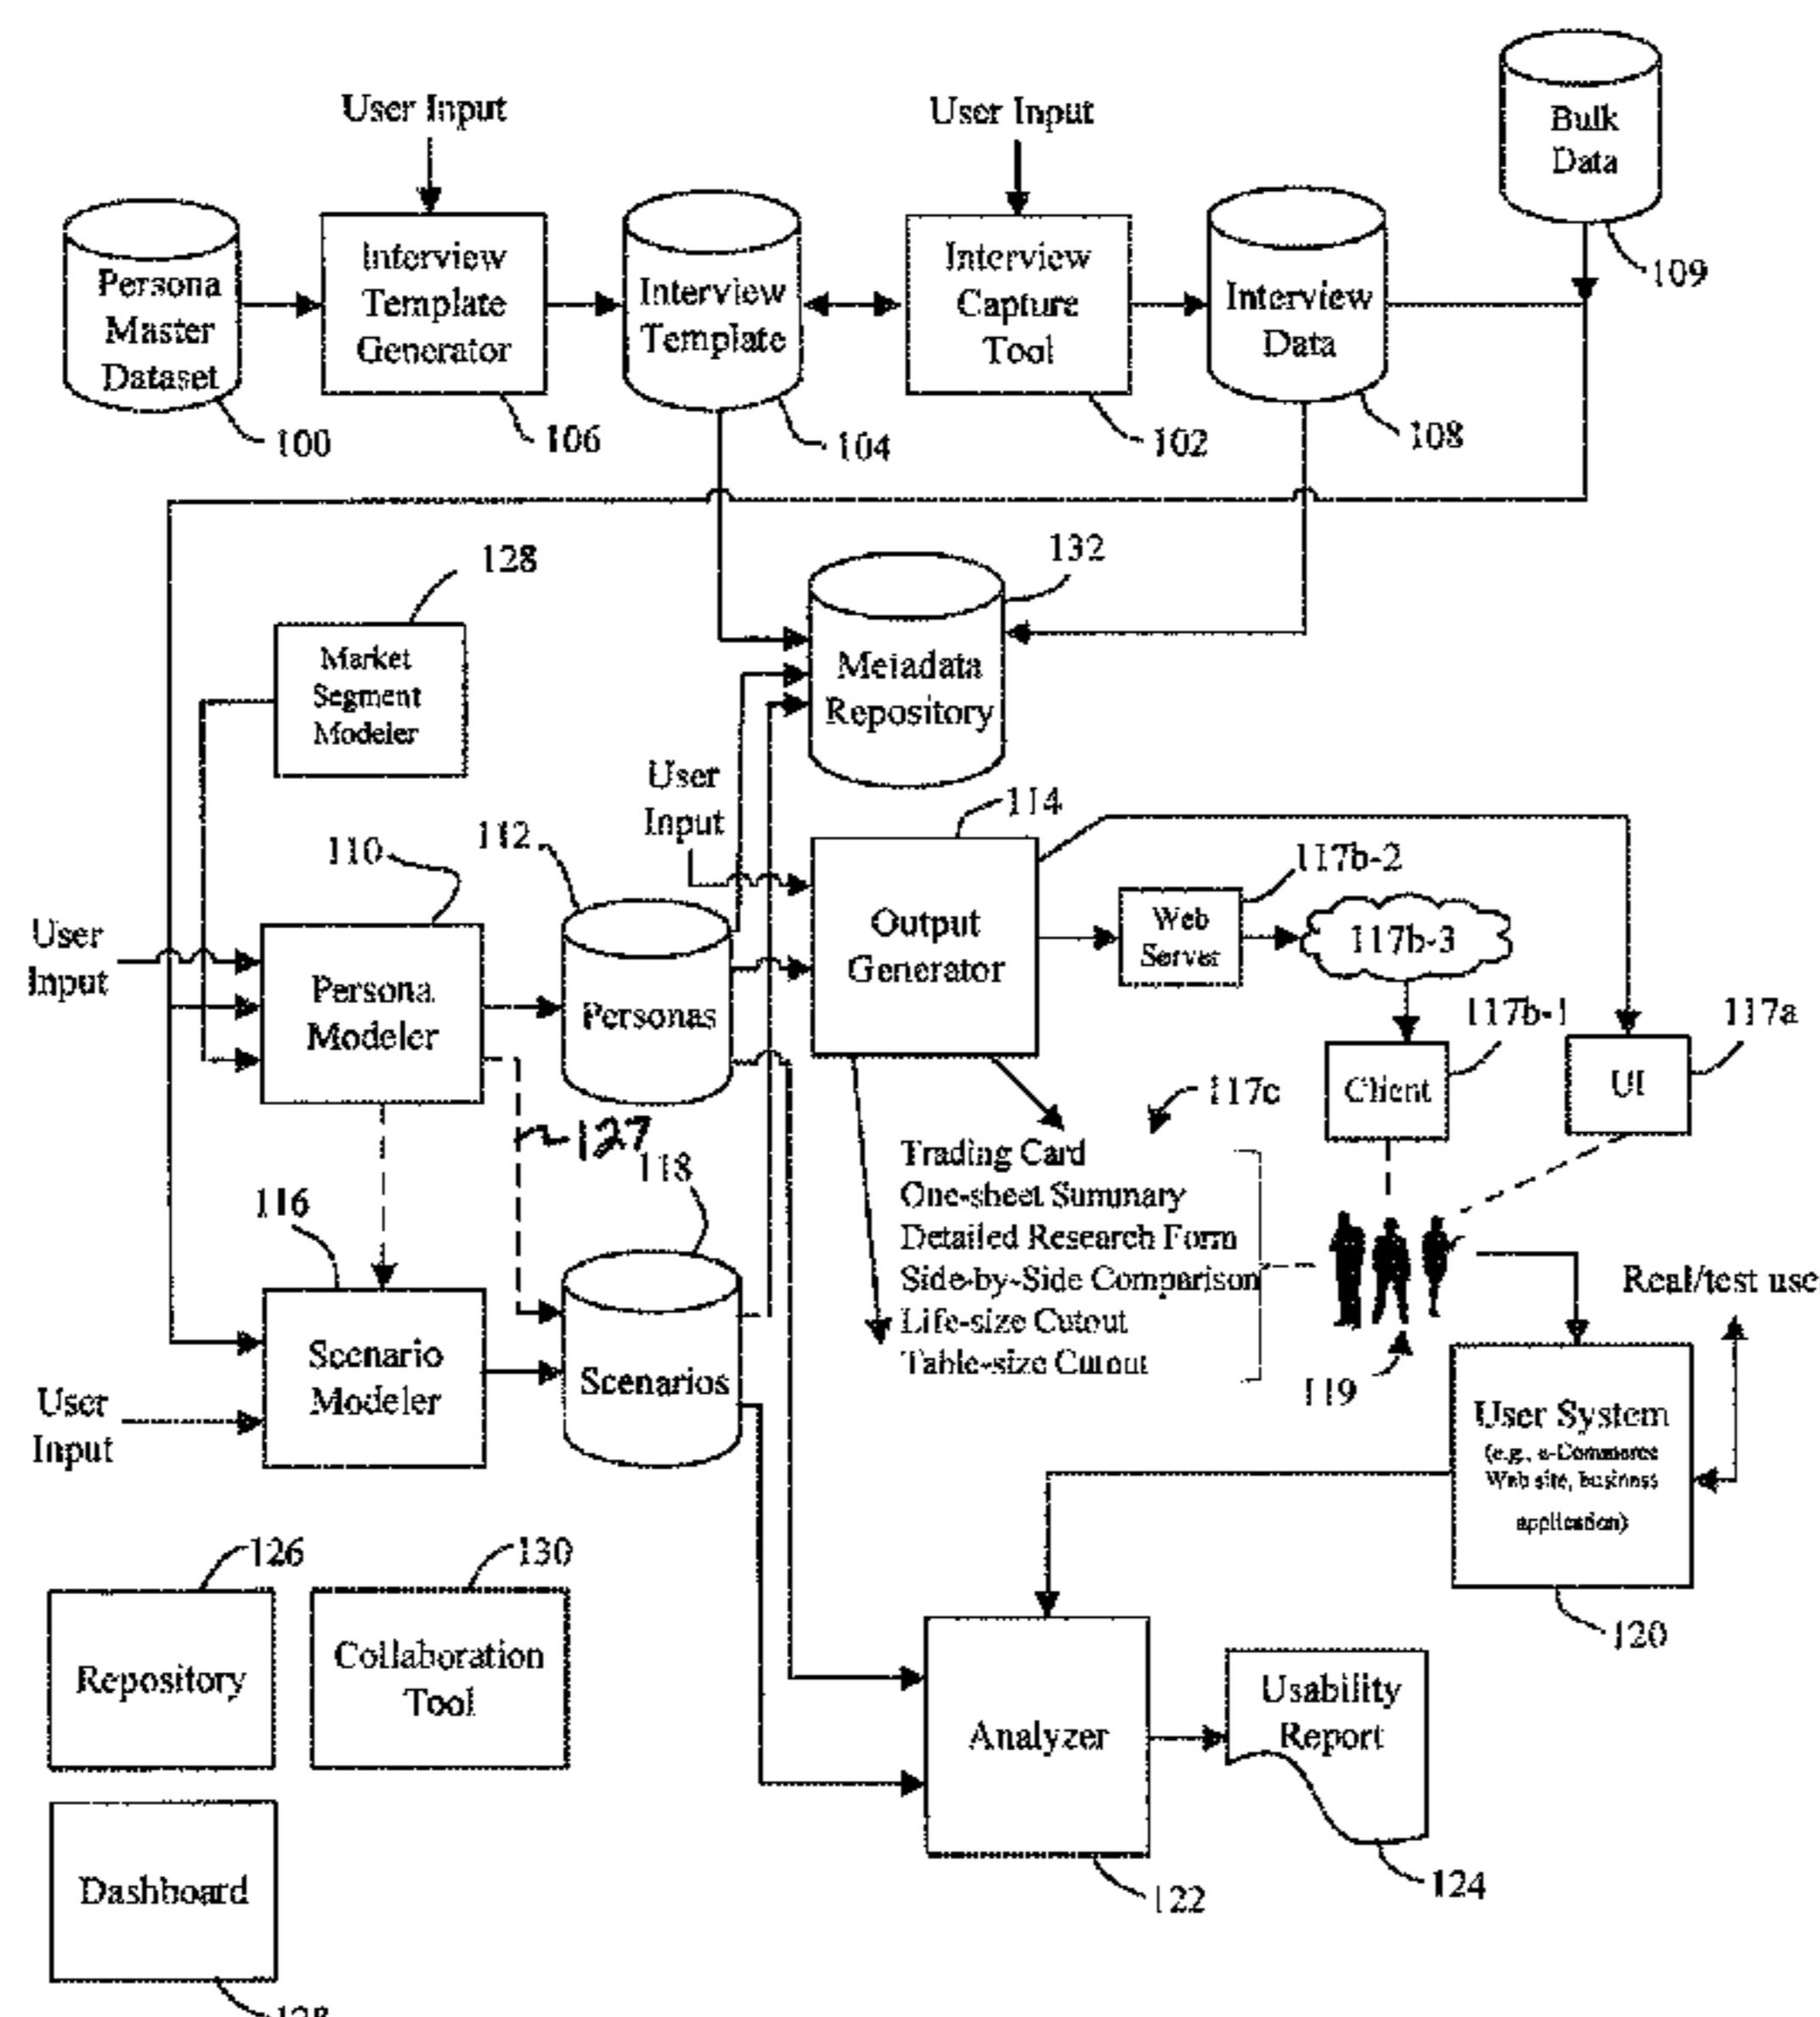 User Input
User Input
Bulk
Data
109
Persona
Master
Dataset
100
Interview
Template
Generator
106
Interview
Template
104
Interview
Capture
Tool
102
Interview
Data
108
128
Market
Segment
Modeler
132
Metadata
Repository
User
Input
114
Output
Generator
117b-2
Web
Server
117b-3
117b-1
Client
117a
UI
110
112
User
Input
Persona
Modeler
Personas
127
117c
Trading Card
One-sheet Summary
Detailed Research Form
Side-by-Side Comparison
Life-size Cutout
Table-size Cutout
119
Real/test use
116
118
User
Input
Scenario
Modeler
Scenarios
User System
(e.g., e-Commerce
Web site, business
application)
120
126
Repository
130
Collaboration
Tool
Analyzer
122
Usability
Report
124
Dashboard